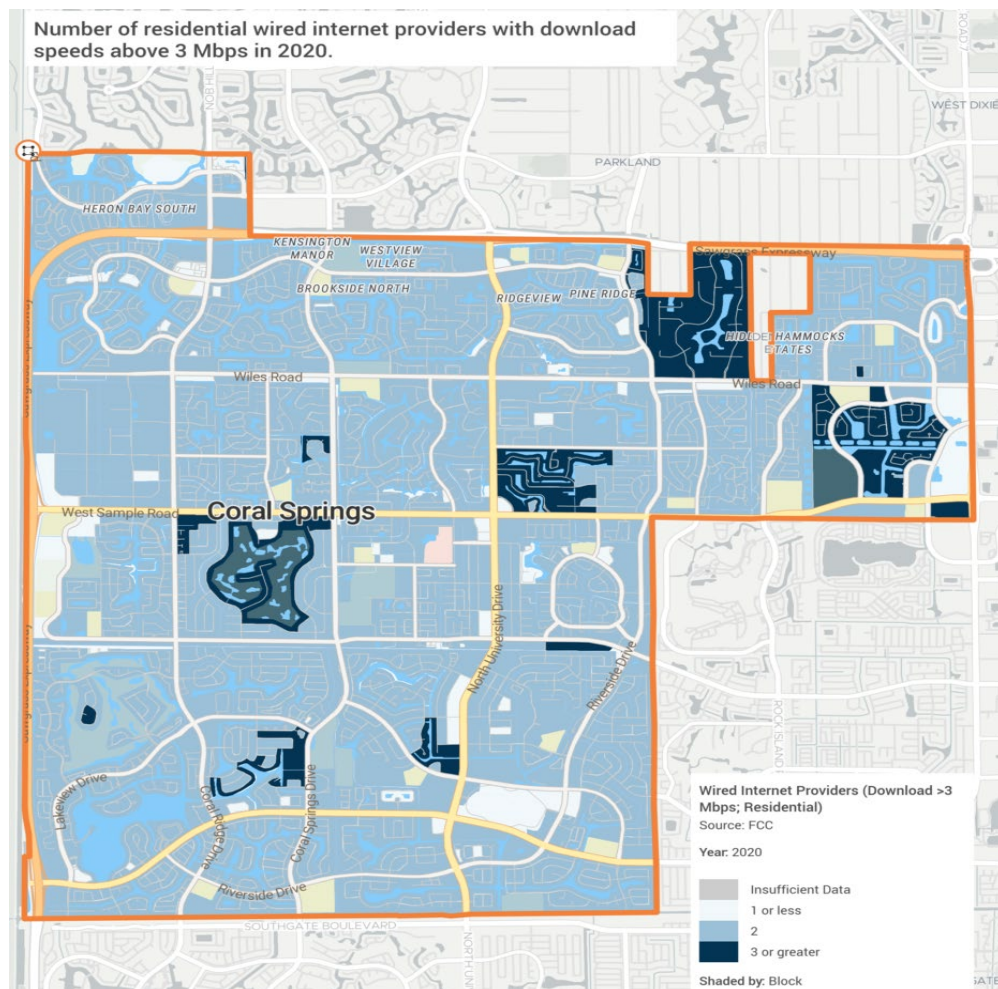 Number of residential wired internet providers with download
speeds above 3 Mbps in 2020.
ROAD 7
WEST DIXIE
PARKLAND
HERON BAY SOUTH
KENSINGTON
MANOR
WESTVIEW
VILLAGE
Sawgrass Expressway
BROOKSIDE NORTH
RIDGEVIEW
PINE RIDGE
HAMMOCKS
Wiles Road
Wiles Road
Coral Springs
West Sample Road
North University Drive
Riverside Drive
ROCK ISLAND
Lakeview Drive
Coral Ridge Drive
Coral Springs Drive
Riverside Drive
SOUTHGATE BOULEVARD
Wired Internet Providers (Download >3
Mbps; Residential)
Source: FCC
Year: 2020
Insufficient Data
1 or less
2
3 or greater
Shaded by: Block